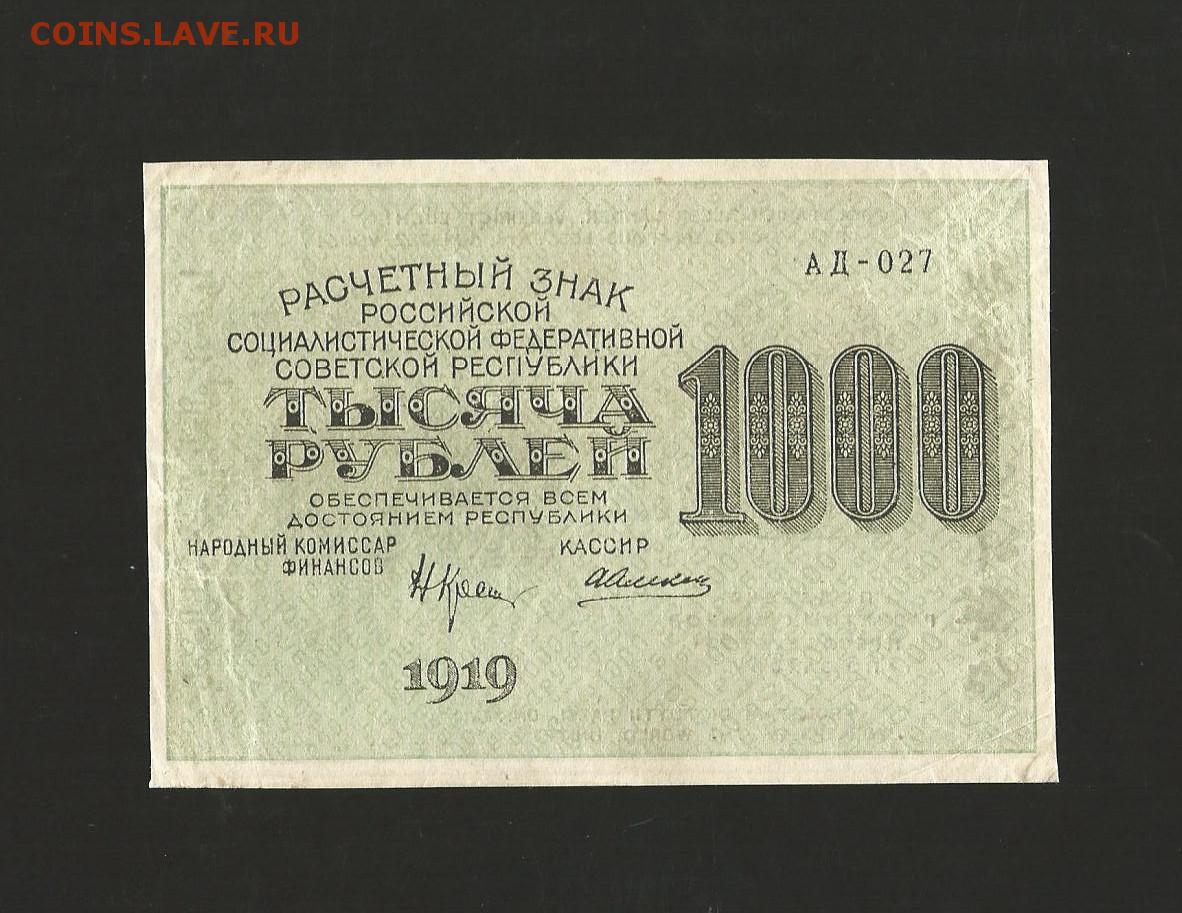 COINS.LAVE.RU
АД-027
РАСЧЕТНЫЙ ЗНАК
РОССИЙСКОЙ
СОЦИАЛИСТИЧЕСКОЙ ФЕДЕРАТИВНОЙ
СОВЕТСКОЙ РЕСПУБЛИКИ
ТЫСЯЧА
РУБЛЕЙ
1000
ОБЕСПЕЧИВАЕТСЯ ВСЕМ
ДОСТОЯНИЕМ РЕСПУБЛИКИ
НАРОДНЫЙ КОМИССАР
ФИНАНСОВ
КАССИР
1919